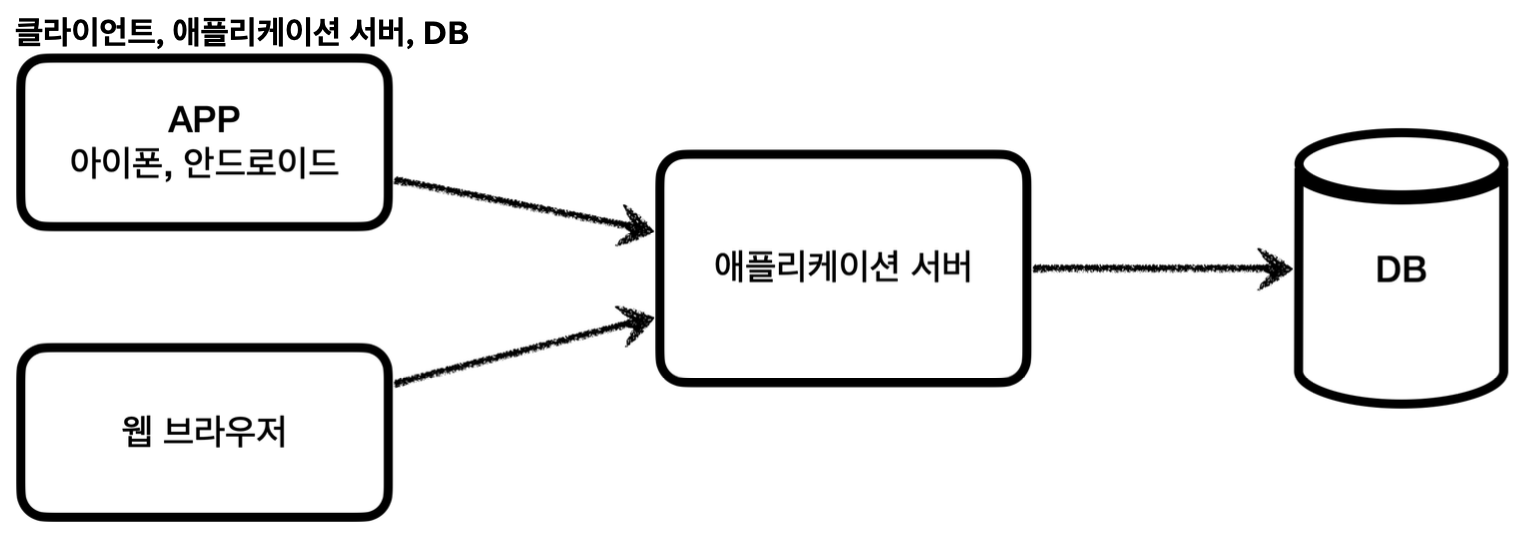 클라이언트, 애플리케이션 서버, DB
APP
아이폰, 안드로이드
애플리케이션 서버
DB
웹 브라우저